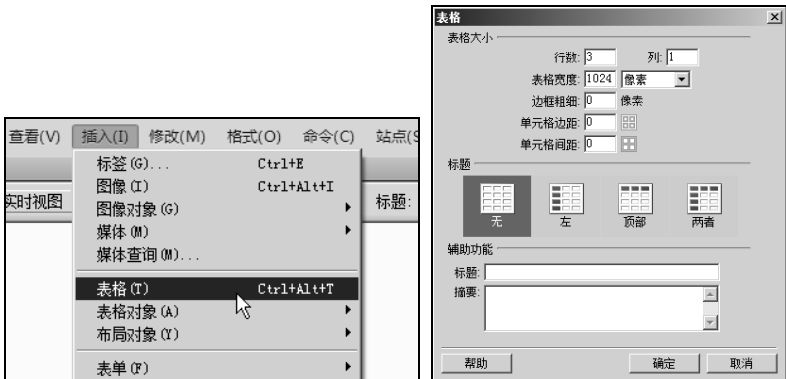 查看(V) 插入(I) 修改(M) 格式(O) 命令(C) 站点(S
实时视图
标题:
标签(G)... Ctrl+E
图像(I) Ctrl+Alt+I
图像对象(G)
媒体(M)
媒体查询(M)...
表格(T) Ctrl+Alt+T
表格对象(A)
布局对象(Y)
表单(F)
表格
表格大小
行数: 3 列: 1
表格宽度: 1024 像素
边框粗细: 0 像素
单元格边距: 0
单元格间距: 0
标题
无 左 顶部 两者
辅助功能
标题:
摘要:
帮助 确定 取消